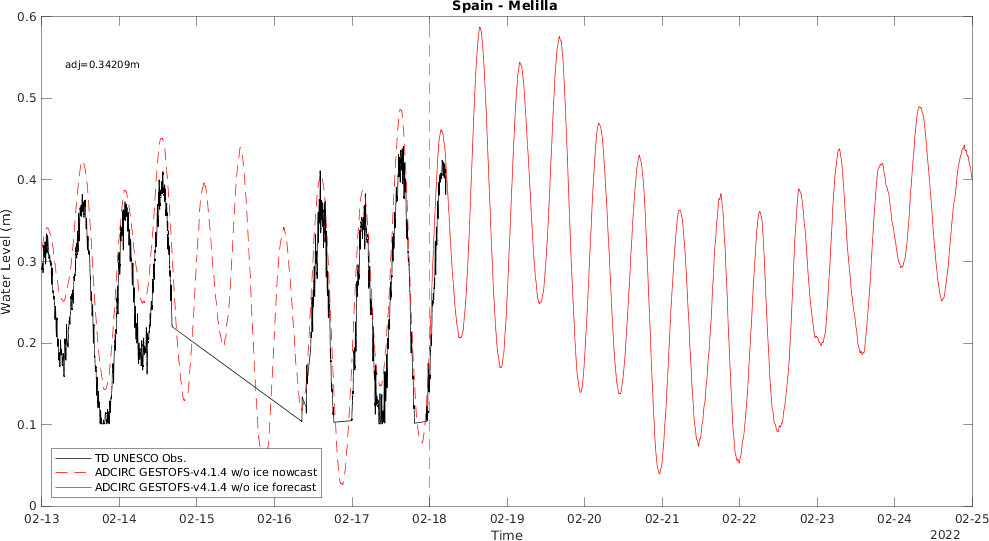 Spain - Melilla
0.6
0.5
0.4
0.3
0.2
0.1
0
Water Level (m)
adj=0.34209m
TD UNESCO Obs.
ADCIRC GESTOFS-v4.1.4 w/o ice nowcast
ADCIRC GESTOFS-v4.1.4 w/o ice forecast
02-13 02-14 02-15 02-16 02-17 02-18 02-19 02-20 02-21 02-22 02-23 02-24 02-25
Time
2022